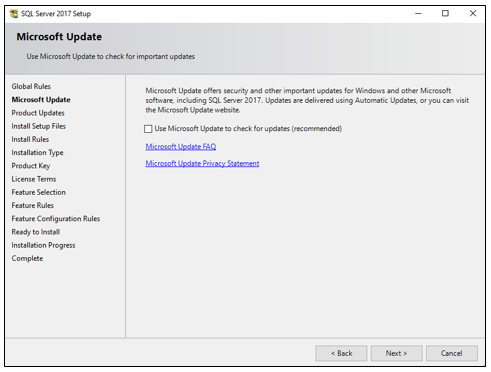 SQL Server 2017 Setup
Microsoft Update
Use Microsoft Update to check for important updates
Global Rules
Microsoft Update
Product Updates
Install Setup Files
Install Rules
Installation Type
Product Key
License Terms
Feature Selection
Feature Rules
Feature Configuration Rules
Ready to Install
Installation Progress
Complete
Microsoft Update offers security and other important updates for Windows and other Microsoft
software, including SQL Server 2017. Updates are delivered using Automatic Updates, or you can visit
the Microsoft Update website.
Use Microsoft Update to check for updates (recommended)
Microsoft Update FAQ
Microsoft Update Privacy Statement
< Back
Next >
Cancel